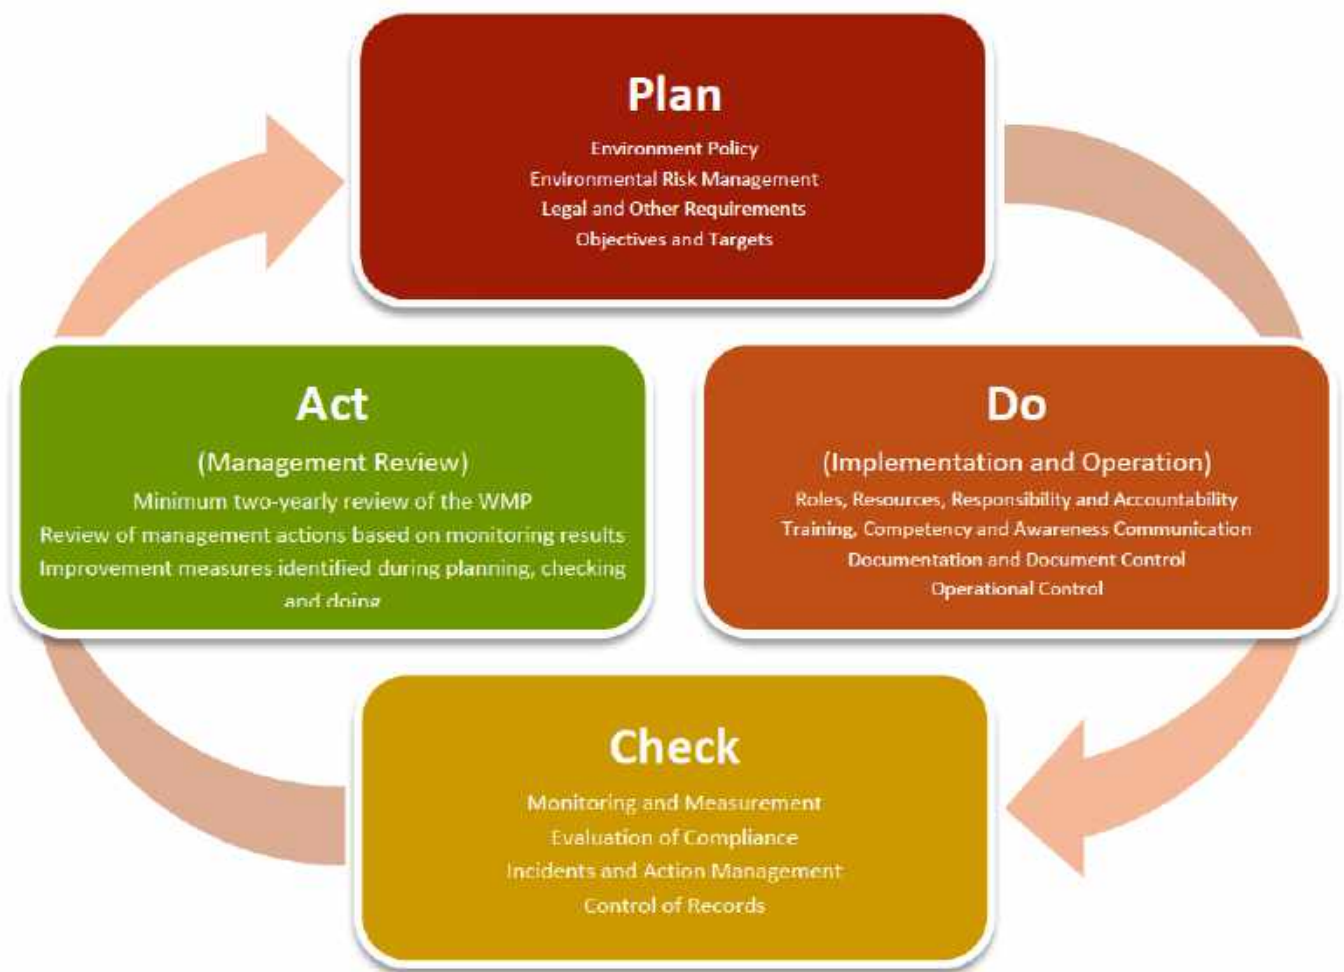 Plan
Environment Policy
Environmental Risk Management
Legal and Other Requirements
Objectives and Targets
Act
(Management Review)
Minimum two-yearly review of the WMP
Review of management actions based on monitoring results
Improvement measures identified during planning, checking
and doing
Do
(Implementation and Operation)
Roles, Resources, Responsibility and Accountability
Training, Competency and Awareness Communication
Documentation and Document Control
Operational Control
Check
Monitoring and Measurement
Evaluation of Compliance
Incidents and Action Management
Control of Records